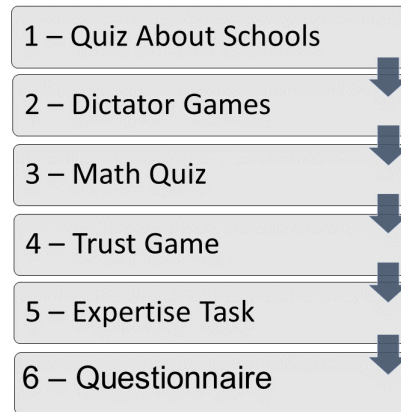 1 – Quiz About Schools
2 – Dictator Games
3 – Math Quiz
4 – Trust Game
5 – Expertise Task
6 – Questionnaire